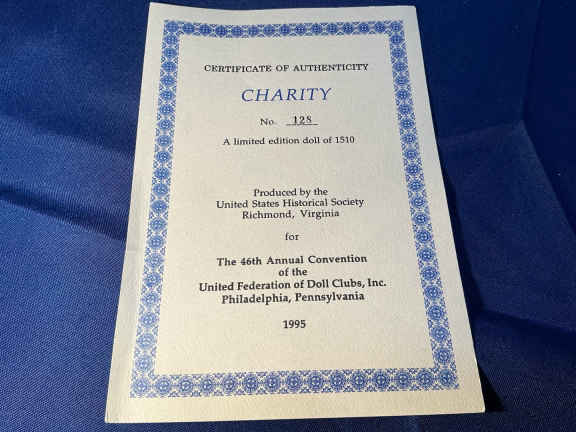 CERTIFICATE OF AUTHENTICITY
CHARITY
No. 128
A limited edition doll of 1510
Produced by the
United States Historical Society
Richmond, Virginia
for
The 46th Annual Convention
of the
United Federation of Doll Clubs, Inc.
Philadelphia, Pennsylvania
1995